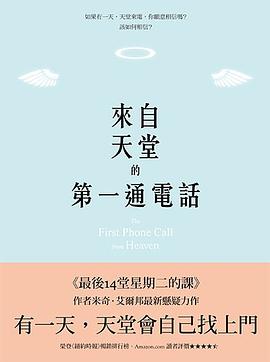 如果有一天，天堂來電，你願意相信嗎？
該如何相信？
來自
天堂
的
第一通電話
The
First Phone Call
from Heaven
《最後14堂星期二的課》
作者米奇·艾爾邦最新懸疑力作
有一天，天堂會自己找上門
榮登《紐約時報》暢銷排行榜，Amazon.com 讀者評價★★★★⯪